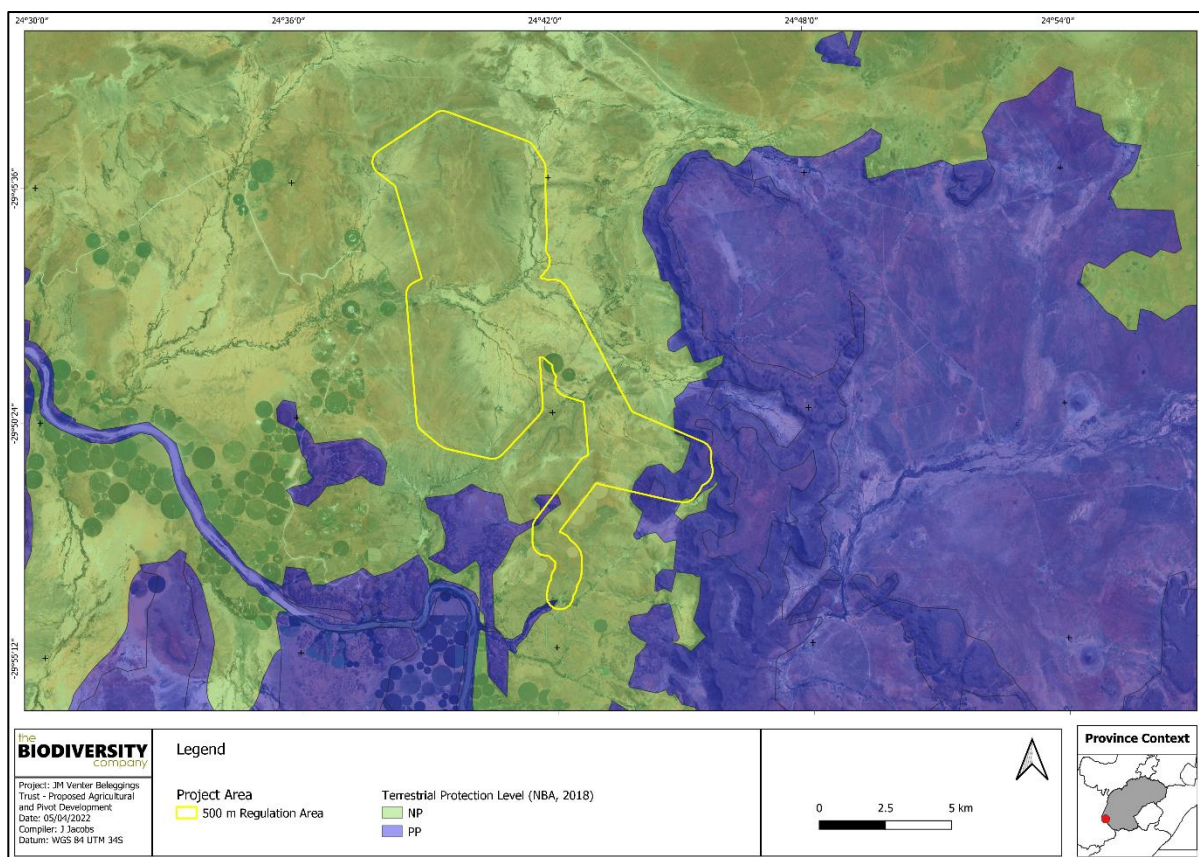 24°30'0"
24°36'0"
24°42'0"
24°48'0"
24°54'0"
-29°45'36"
-29°50'24"
-29°55'12"
the
BIODIVERSITY
company
Project: JM Venter Beleggings
Trust - Proposed Agricultural
and Pivot Development
Date: 05/04/2022
Compiler: J Jacobs
Datum: WGS 84 UTM 34S
Legend
Project Area
500 m Regulation Area
Terrestrial Protection Level (NBA, 2018)
NP
PP
0 2.5 5 km
Province Context